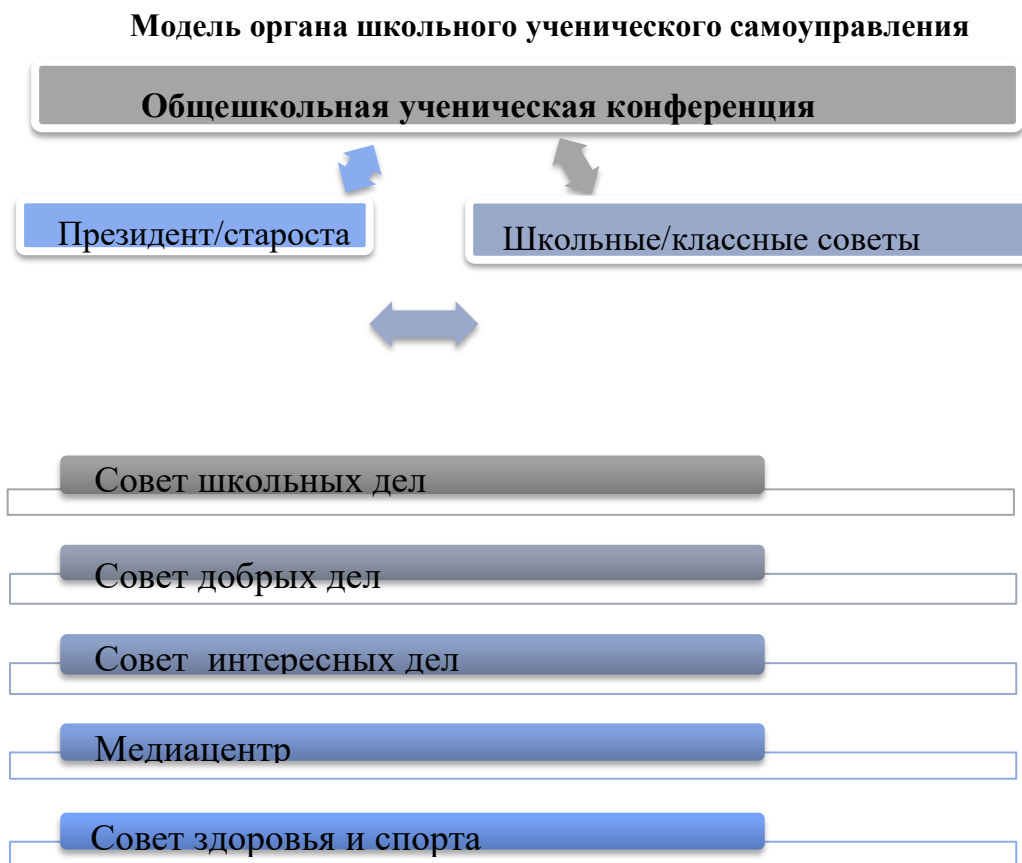 Модель органа школьного ученического самоуправления
Общешкольная ученическая конференция
Президент/староста
Школьные/классные советы
Совет школьных дел
Совет добрых дел
Совет интересных дел
Медиацентр
Совет здоровья и спорта